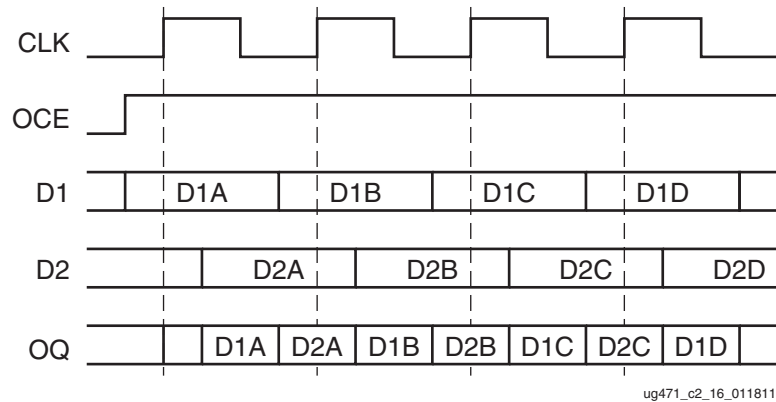 CLK
OCE
D1 D1A D1B D1C D1D
D2 D2A D2B D2C D2D
OQ D1A D2A D1B D2B D1C D2C D1D
ug471_c2_16_011811